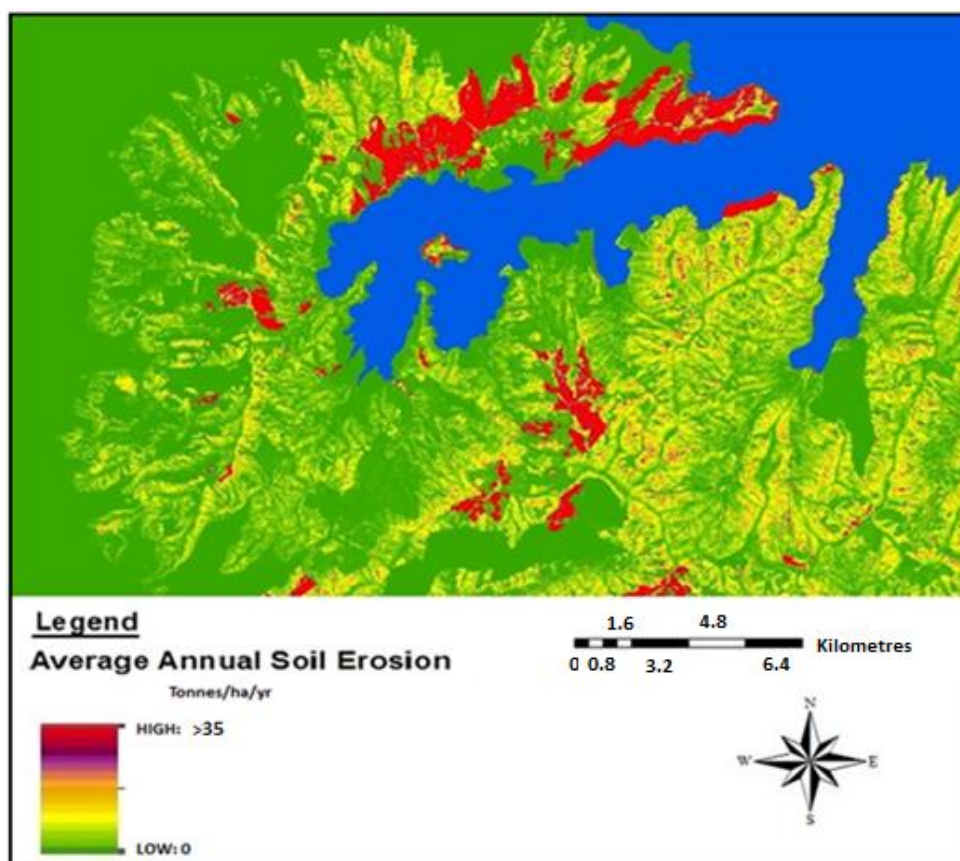 Legend
Average Annual Soil Erosion
Tonnes/ha/yr
HIGH: >35
LOW: 0
1.6 4.8
0 0.8 3.2 6.4
Kilometres
N
W E
S